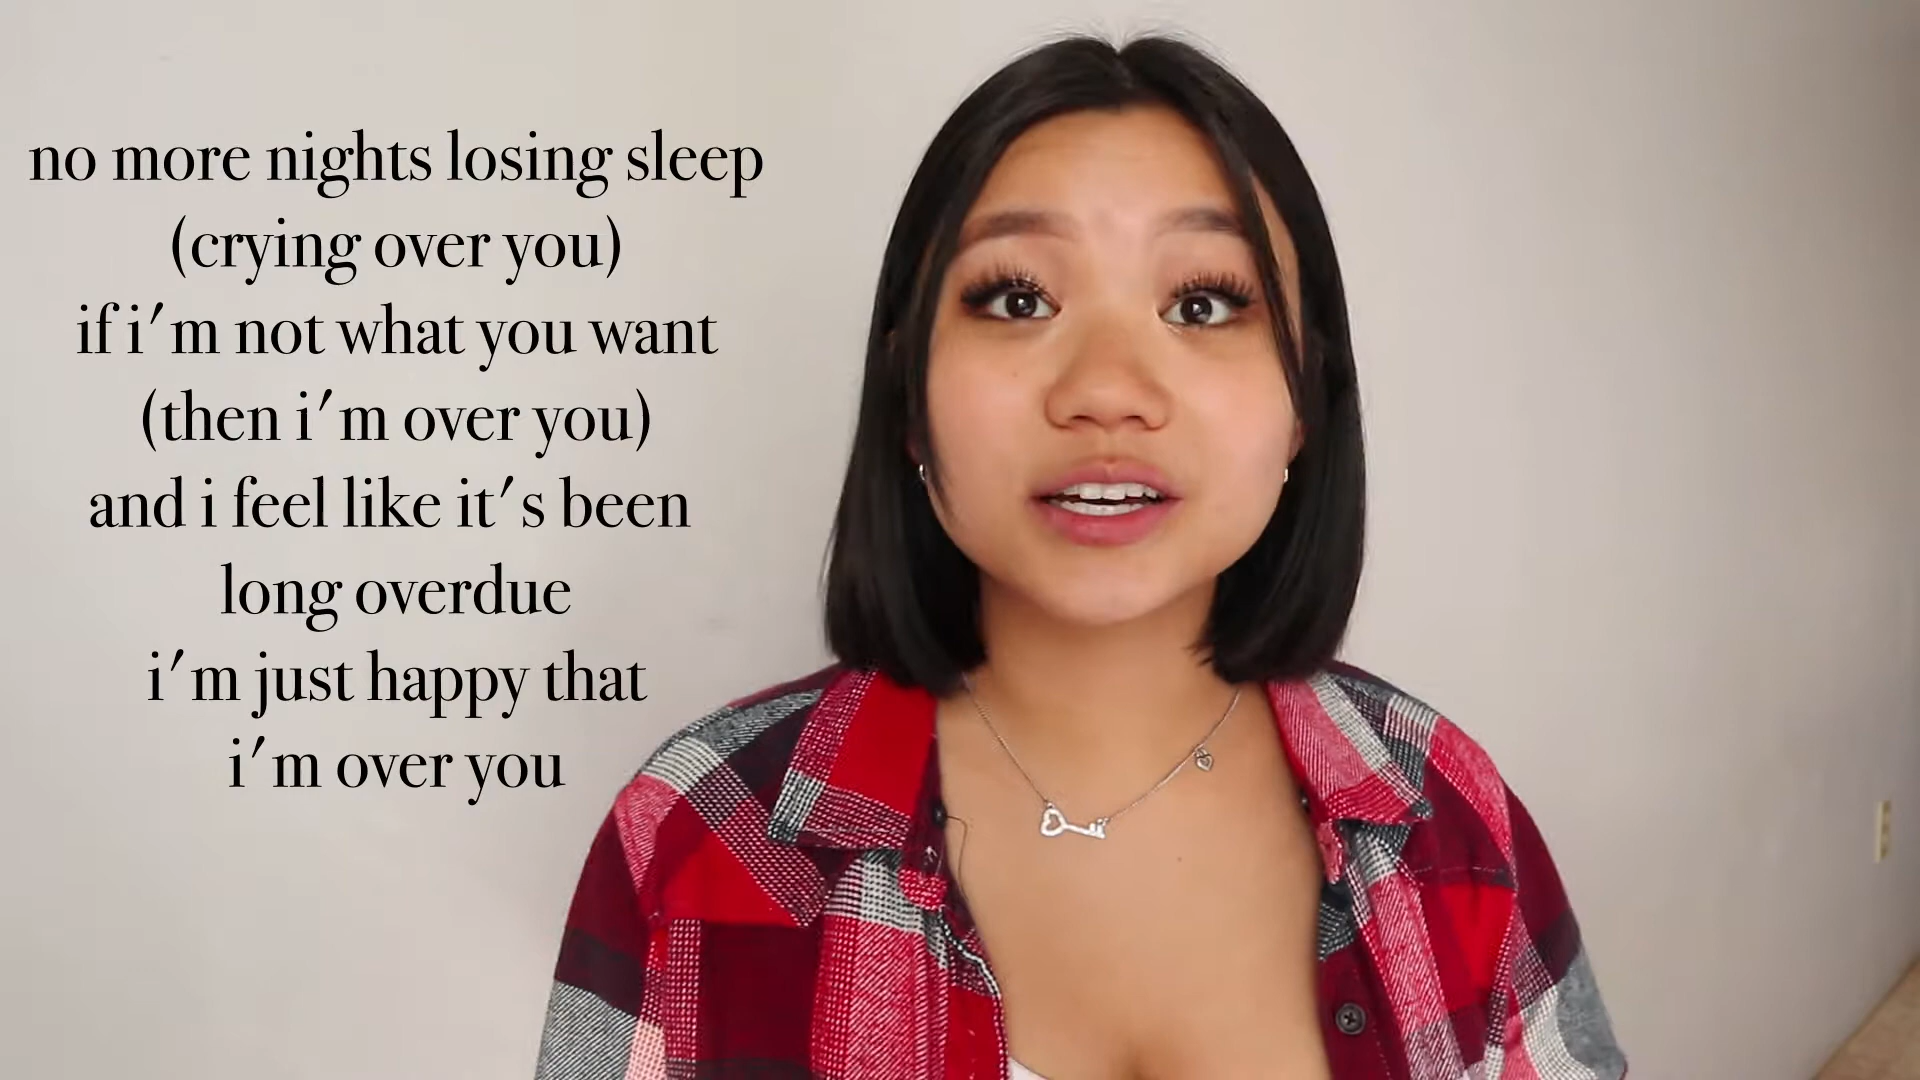 no more nights losing sleep
(crying over you)
if i'm not what you want
(then i'm over you)
and i feel like it's been
long overdue
i'm just happy that
i'm over you